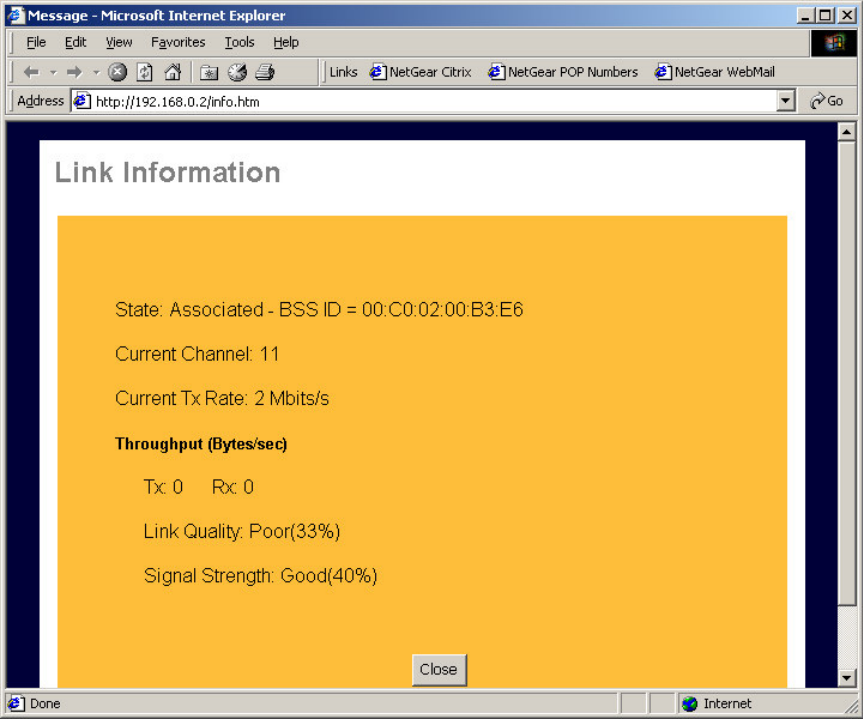 Message - Microsoft Internet Explorer
File Edit View Favorites Tools Help
Links NetGear Citrix NetGear POP Numbers NetGear WebMail
Address http://192.168.0.2/info.htm Go
Link Information
State: Associated - BSS ID = 00:C0:02:00:B3:E6
Current Channel: 11
Current Tx Rate: 2 Mbits/s
Throughput (Bytes/sec)
Tx: 0 Rx: 0
Link Quality: Poor(33%)
Signal Strength: Good(40%)
Close
Done Internet